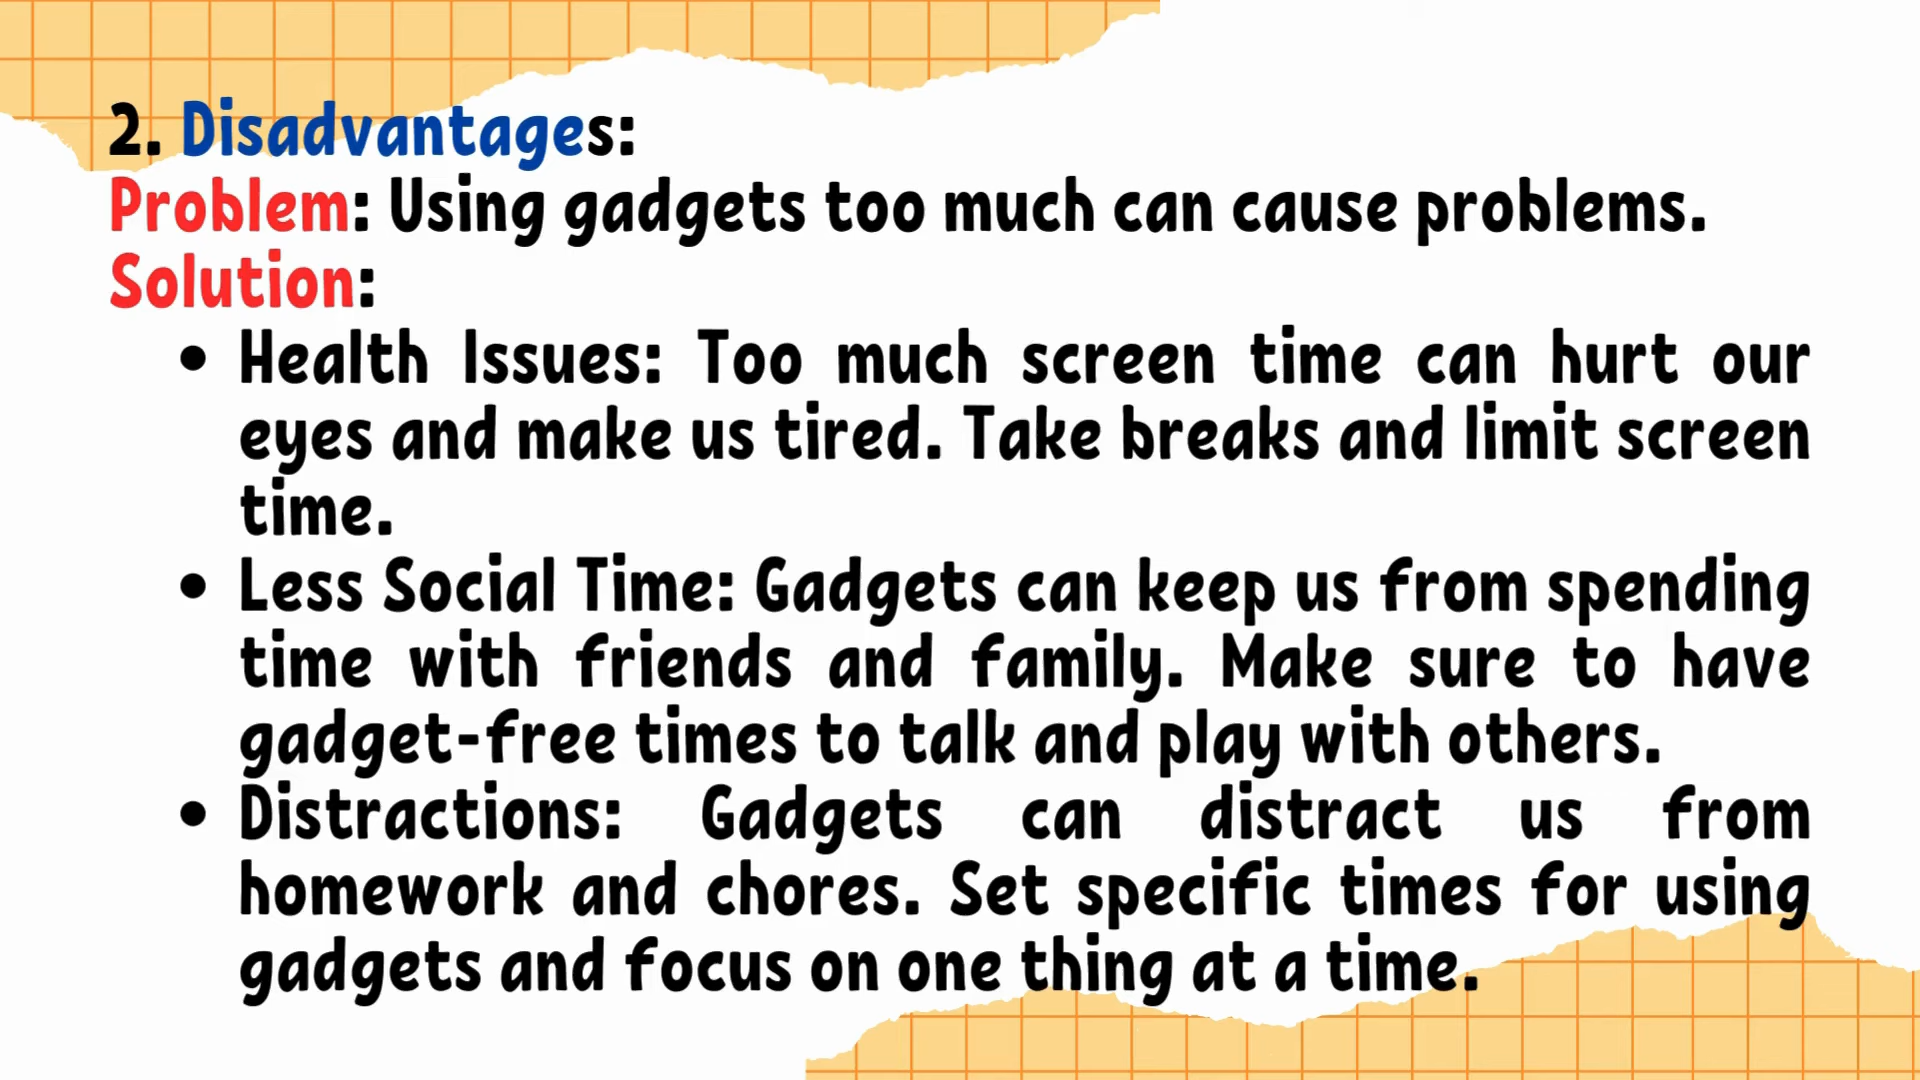 2. Disadvantages:
Problem: Using gadgets too much can cause problems.
Solution:
• Health Issues: Too much screen time can hurt our
eyes and make us tired. Take breaks and limit screen
time.
• Less Social Time: Gadgets can keep us from spending
time with friends and family. Make sure to have
gadget-free times to talk and play with others.
• Distractions: Gadgets can distract us from
homework and chores. Set specific times for using
gadgets and focus on one thing at a time.